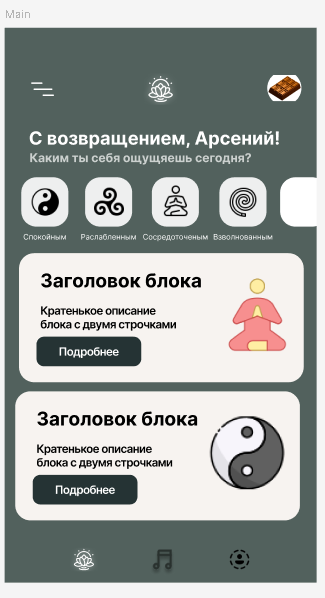 Main
С возвращением, Арсений!
Каким ты себя ощущяешь сегодня?
Спокойным Раслабленным Сосредоточеным Взволнованным
Заголовок блока
Кратенькое описание
блока с двумя строчками
Подробнее
Заголовок блока
Кратенькое описание
блока с двумя строчками
Подробнее